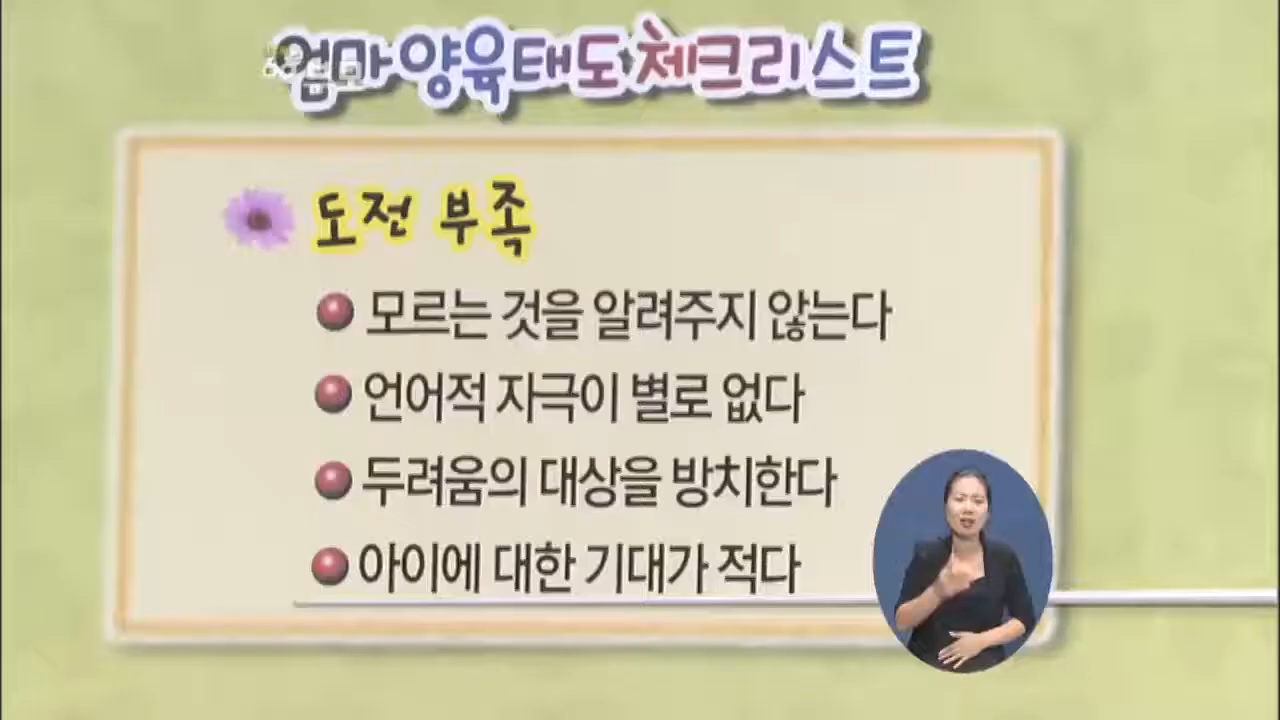 엄마 양육태도 체크리스트
도전 부족
모르는 것을 알려주지 않는다
언어적 자극이 별로 없다
두려움의 대상을 방치한다
아이에 대한 기대가 적다